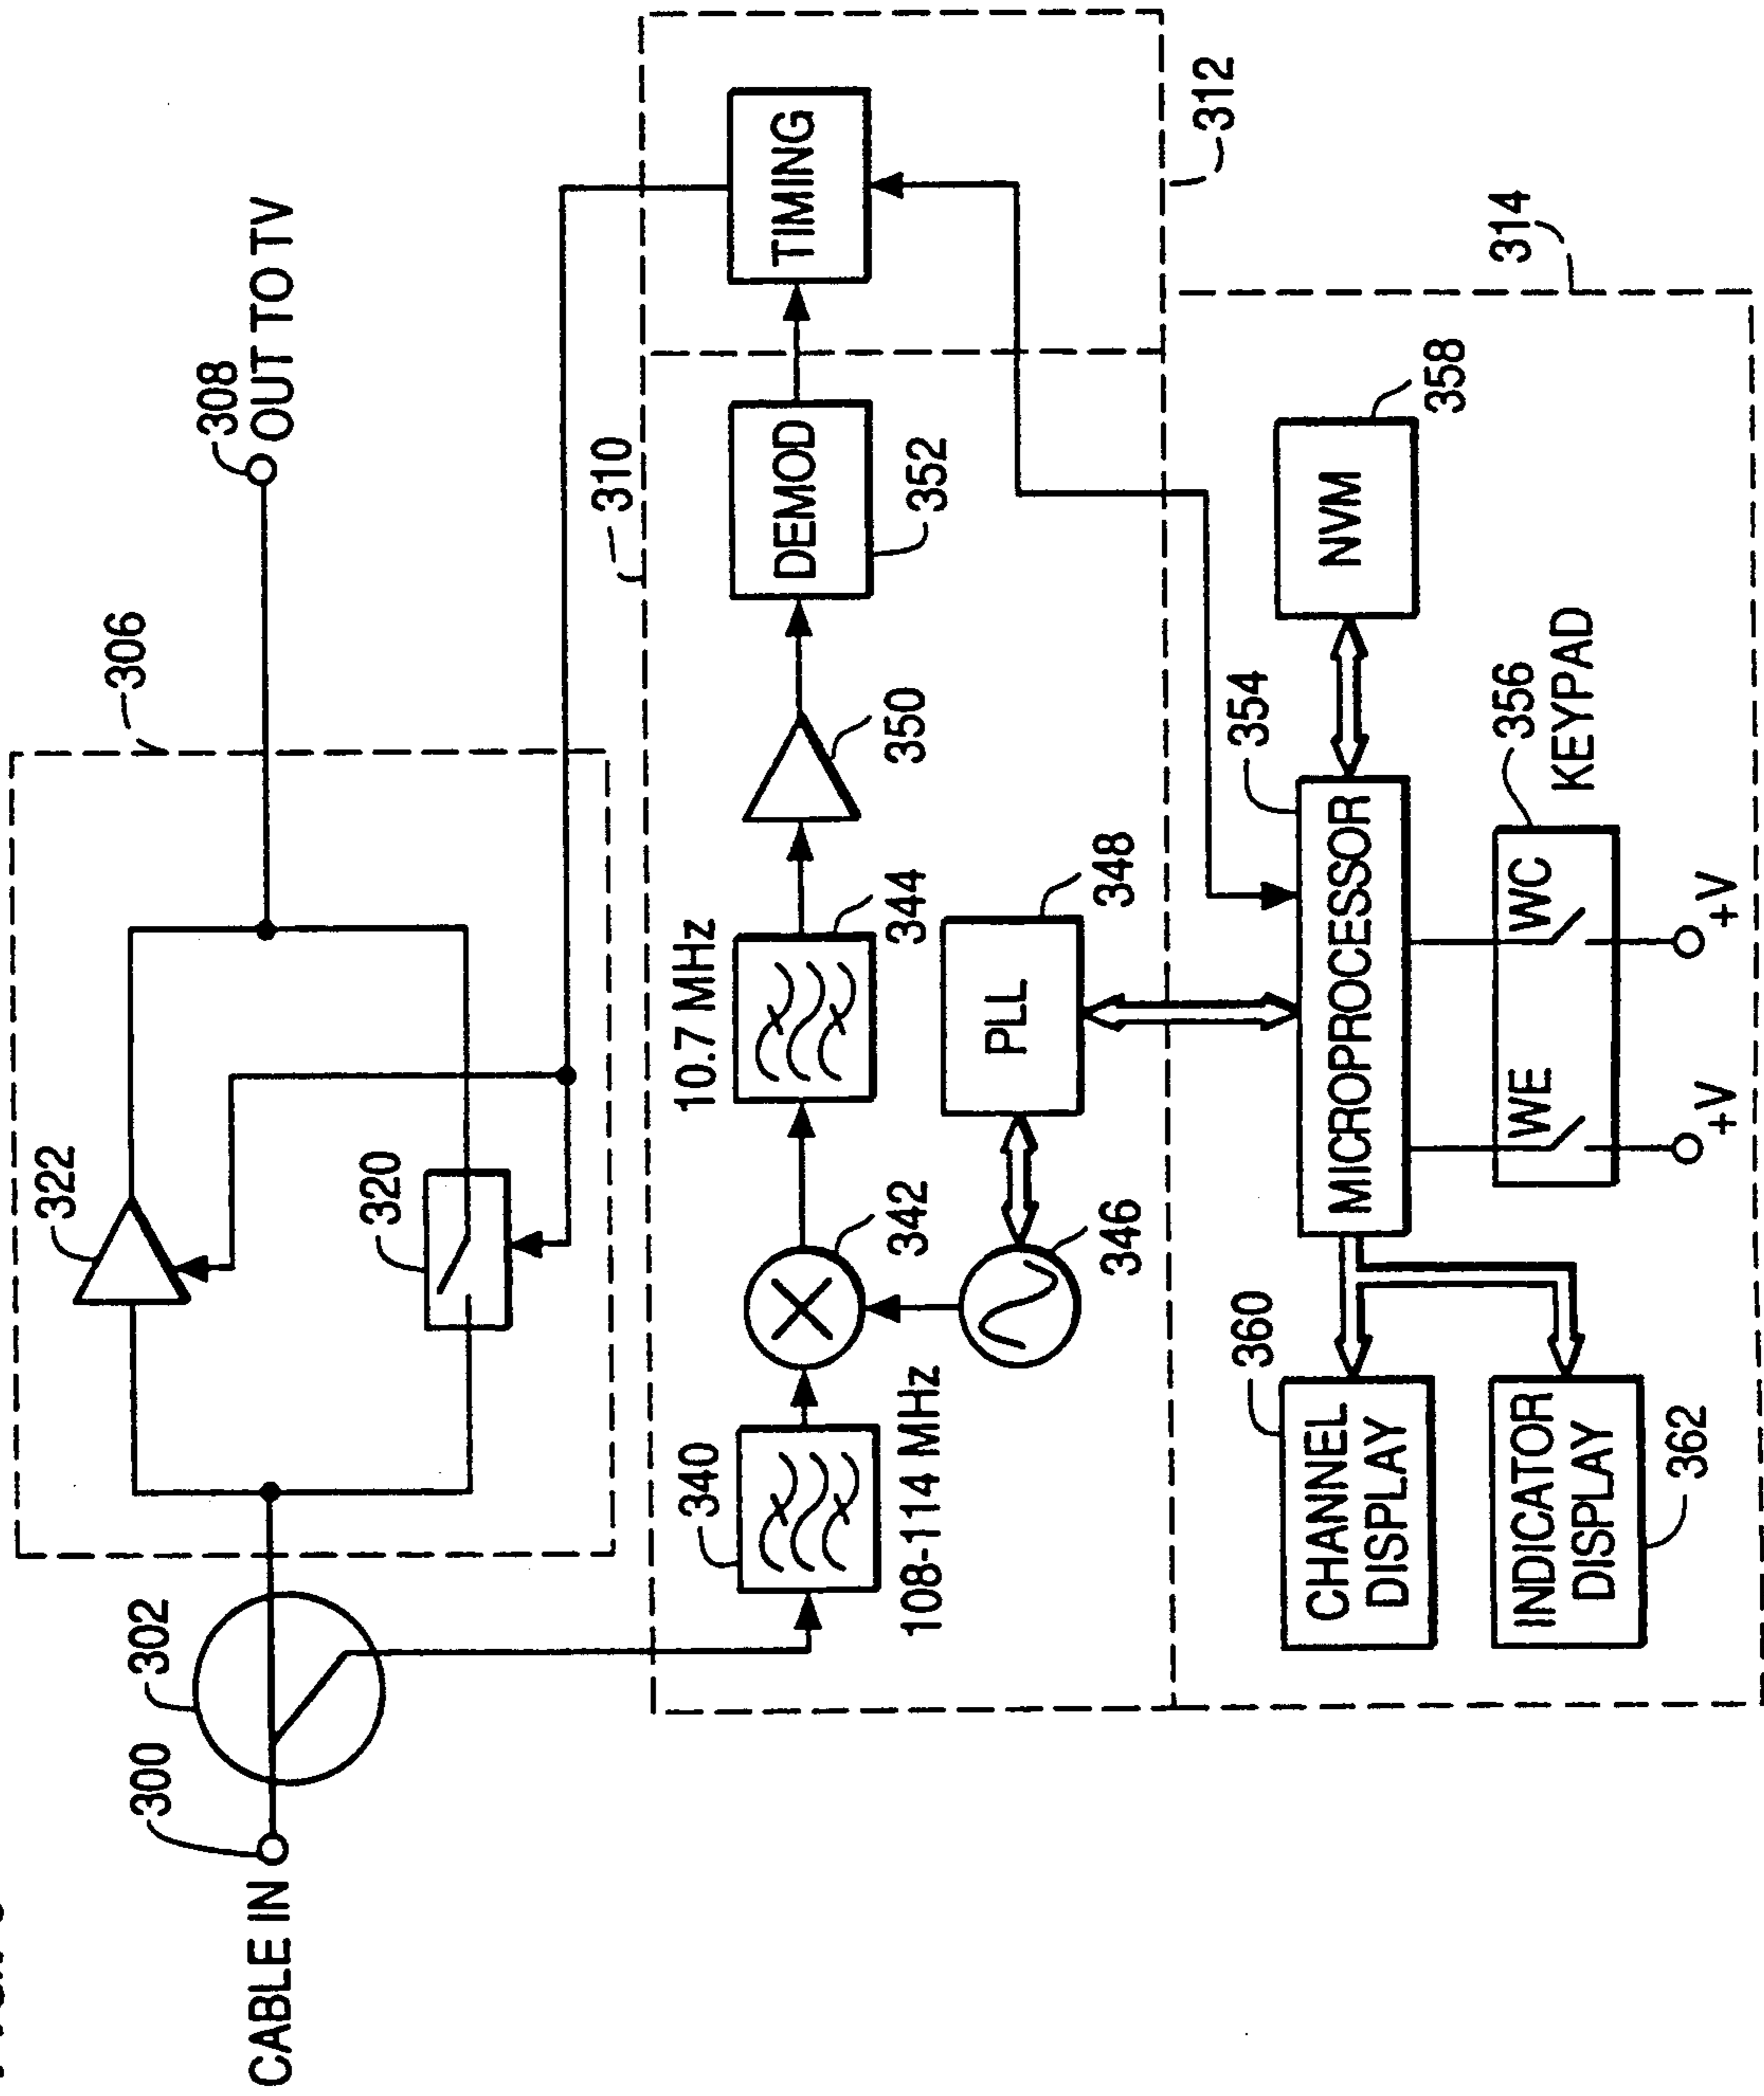 CABLE IN
300
302
306
322
320
308
OUT TO TV
310
340
108-114 MHz
342
346
10.7 MHz
344
PLL
348
350
DEMOD
352
TIMING
312
314
MICROPROCESSOR
354
NVM
358
WE
WC
356
KEYPAD
+V
+V
CHANNEL
DISPLAY
360
INDICATOR
DISPLAY
362